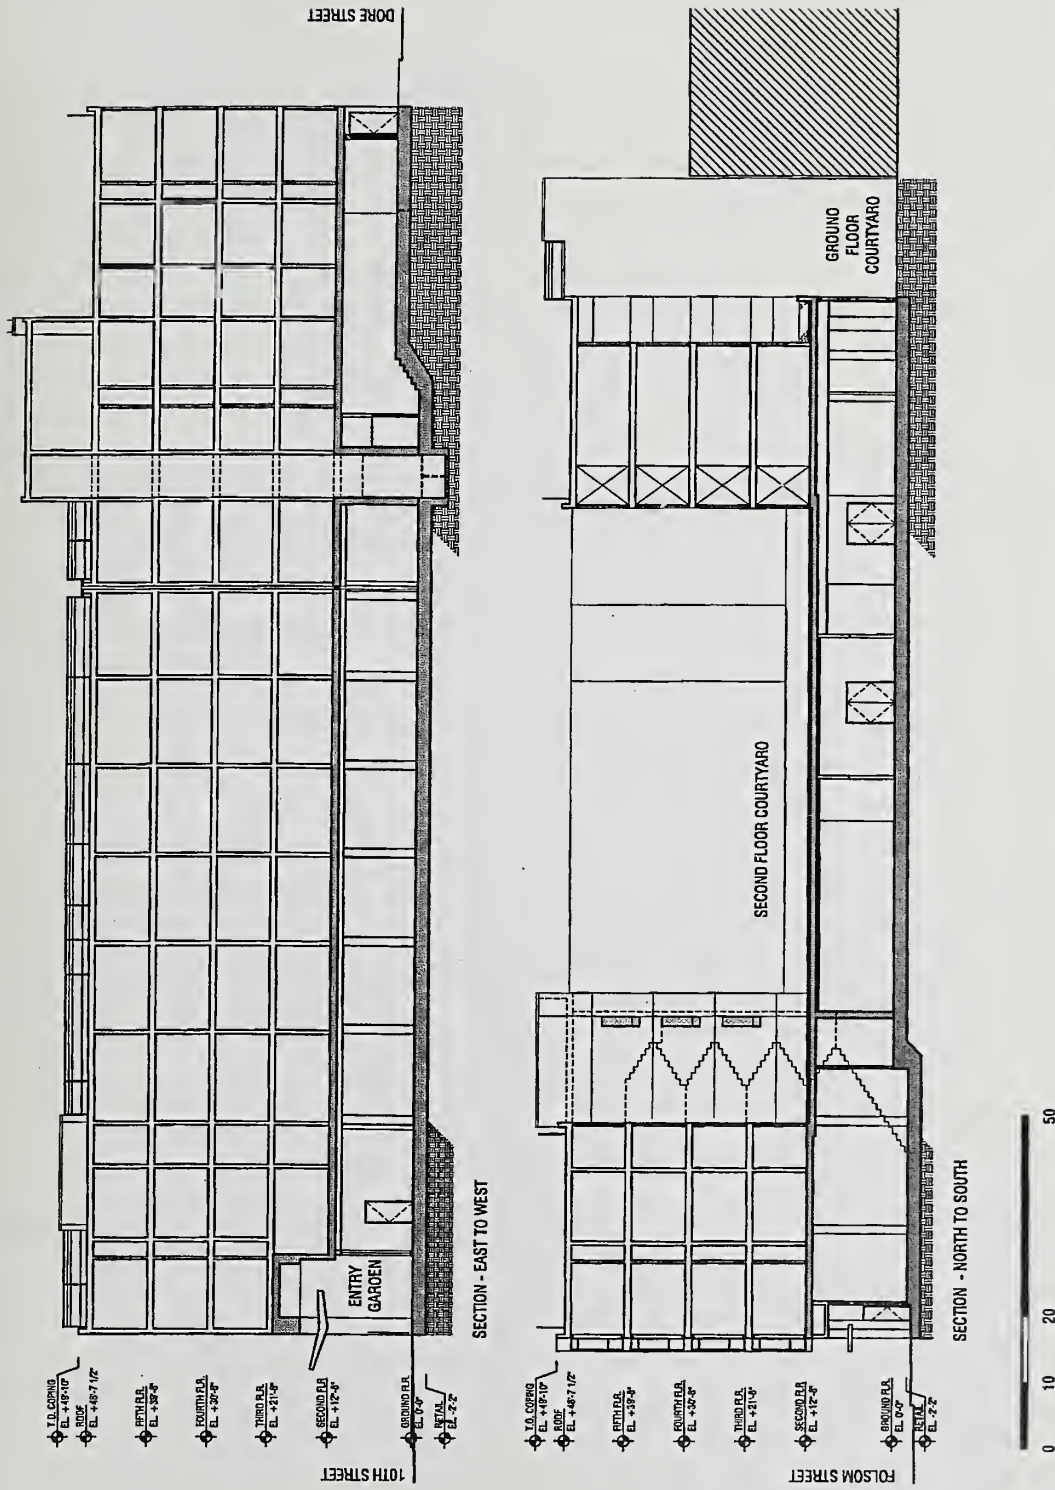 10TH STREET
DORE STREET
T.O. COPING
EL. +49'-10"
ROOF
EL. +48'-7 1/2"
FIFTH FLR.
EL. +39'-8"
FOURTH FLR.
EL. +30'-8"
THIRD FLR.
EL. +21'-8"
SECOND FLR.
EL. +12'-8"
GROUND FLR.
EL. 0'-0"
RETAIL
EL. -2'-2"
ENTRY
GAROEN
SECTION - EAST TO WEST
FOLSOM STREET
T.O. COPING
EL. +49'-10"
ROOF
EL. +48'-7 1/2"
FIFTH FLR.
EL. +39'-8"
FOURTH FLR.
EL. +30'-8"
THIRD FLR.
EL. +21'-8"
SECOND FLR.
EL. +12'-8"
GROUND FLR.
EL. 0'-0"
RETAIL
EL. -2'-2"
SECOND FLOOR COURTYARO
GROUND
FLOOR
COURTYARO
SECTION - NORTH TO SOUTH
0 10 20 50